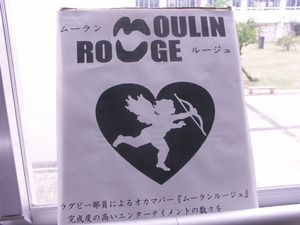 ムーラン MOULIN
ROUGE ルージュ
ラグビー部員によるオカマバー『ムーランルージュ』
完成度の高いエンターテイメントの数々を